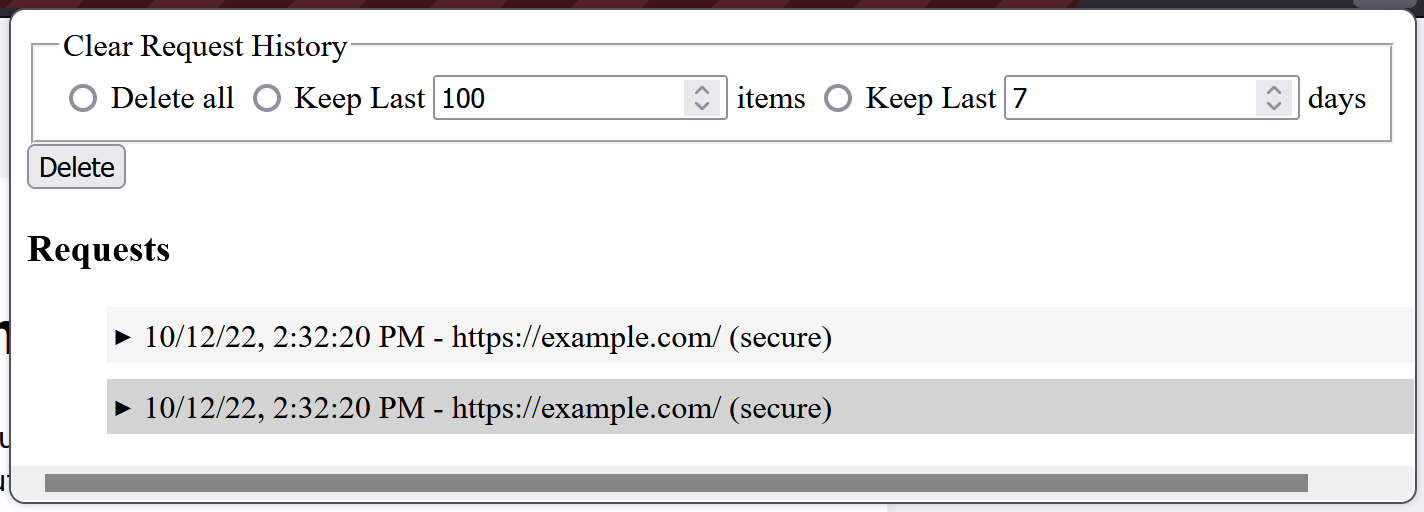 Clear Request History
Delete all Keep Last 100 items Keep Last 7 days
Delete
Requests
► 10/12/22, 2:32:20 PM - https://example.com/ (secure)
► 10/12/22, 2:32:20 PM - https://example.com/ (secure)